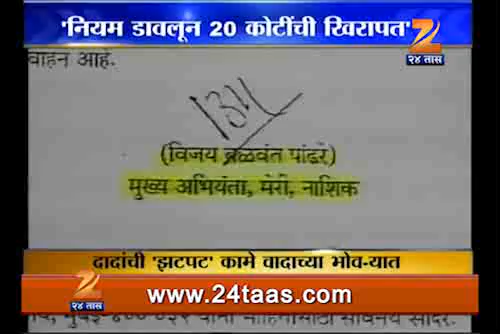 'नियम डावलून 20 कोटींची खिरापत'
२४ तास
वाहन आहे.
(विजय बळवंत पांढरे)
मुख्य अभियंता, मेरी, नाशिक
दादांची 'झटपट' कामे वादाच्या भोव-यात
२४ तास
www.24taas.com